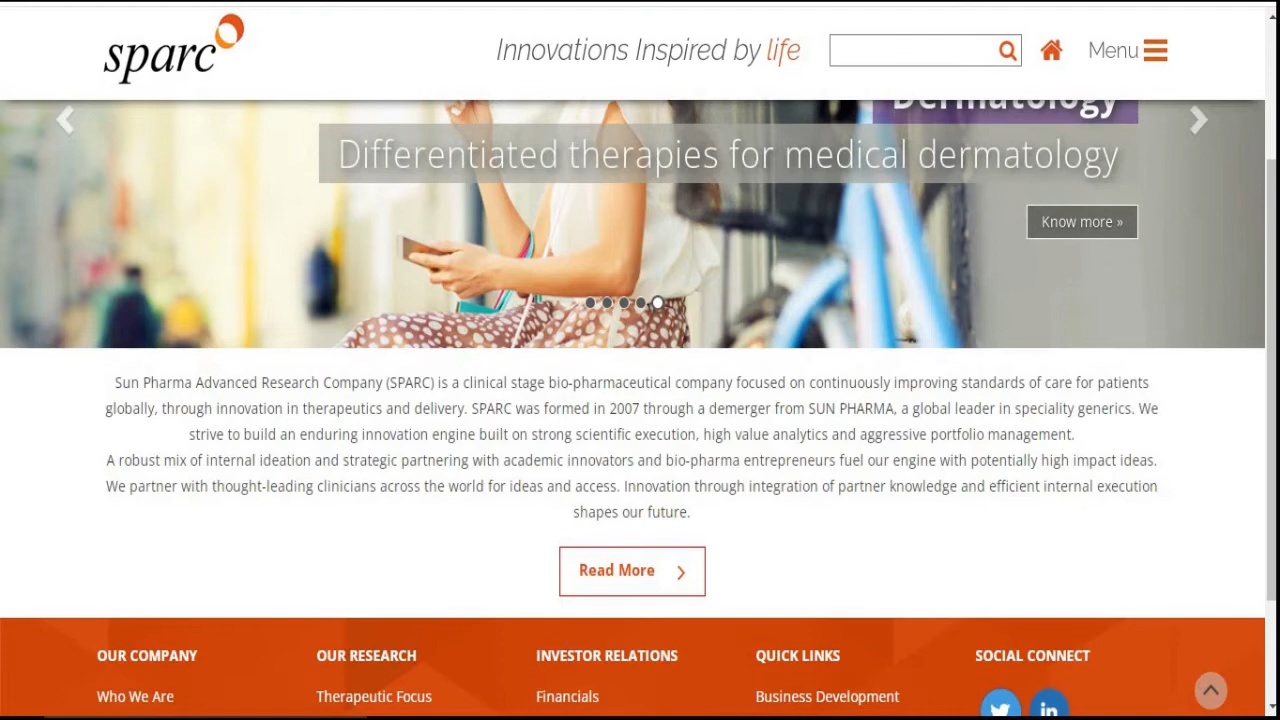 sparc
Innovations Inspired by life
Menu
Dermatology
Differentiated therapies for medical dermatology
Know more »
Sun Pharma Advanced Research Company (SPARC) is a clinical stage bio-pharmaceutical company focused on continuously improving standards of care for patients
globally, through innovation in therapeutics and delivery. SPARC was formed in 2007 through a demerger from SUN PHARMA, a global leader in speciality generics. We
strive to build an enduring innovation engine built on strong scientific execution, high value analytics and aggressive portfolio management.
A robust mix of internal ideation and strategic partnering with academic innovators and bio-pharma entrepreneurs fuel our engine with potentially high impact ideas.
We partner with thought-leading clinicians across the world for ideas and access. Innovation through integration of partner knowledge and efficient internal execution
shapes our future.
Read More
OUR COMPANY OUR RESEARCH INVESTOR RELATIONS QUICK LINKS SOCIAL CONNECT
Who We Are Therapeutic Focus Financials Business Development
in